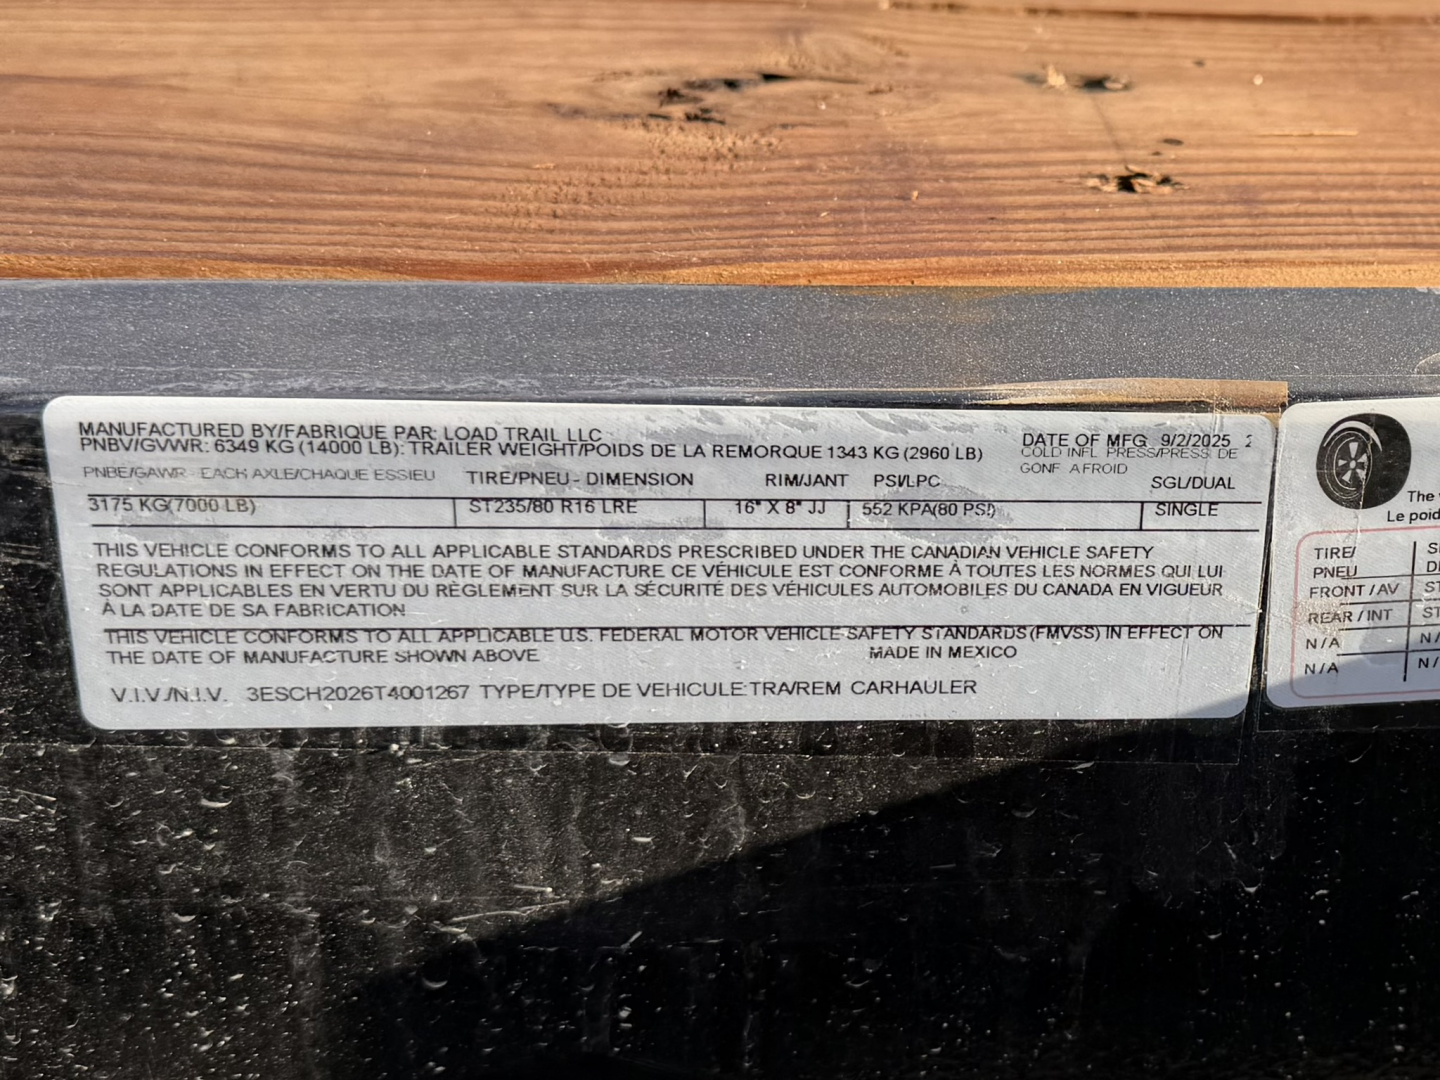 MANUFACTURED BY/FABRIQUE PAR: LOAD TRAIL LLC
PNBV/GVWR: 6349 KG (14000 LB): TRAILER WEIGHT/POIDS DE LA REMORQUE 1343 KG (2960 LB)
DATE OF MFG 9/2/2025 2
COLD INFL. PRESS/PRESS. DE
GONF. A FROID
PNBE/GAWR - EACH AXLE/CHAQUE ESSIEU TIRE/PNEU - DIMENSION RIM/JANT PSI/LPC SGL/DUAL
3175 KG(7000 LB) ST235/80 R16 LRE 16" X 8" JJ 552 KPA(80 PSI) SINGLE
THIS VEHICLE CONFORMS TO ALL APPLICABLE STANDARDS PRESCRIBED UNDER THE CANADIAN VEHICLE SAFETY
REGULATIONS IN EFFECT ON THE DATE OF MANUFACTURE CE VÉHICULE EST CONFORME À TOUTES LES NORMES QUI LUI
SONT APPLICABLES EN VERTU DU RÈGLEMENT SUR LA SÉCURITÉ DES VÉHICULES AUTOMOBILES DU CANADA EN VIGUEUR
À LA DATE DE SA FABRICATION
THIS VEHICLE CONFORMS TO ALL APPLICABLE U.S. FEDERAL MOTOR VEHICLE SAFETY STANDARDS (FMVSS) IN EFFECT ON
THE DATE OF MANUFACTURE SHOWN ABOVE MADE IN MEXICO
V.I.V./N.I.V. 3ESCH2026T4001267 TYPE/TYPE DE VEHICULE: TRA/REM CARHAULER
The
Le poid
TIRE/
PNEU
FRONT / AV ST
REAR / INT ST
N/A N/
N/A N/